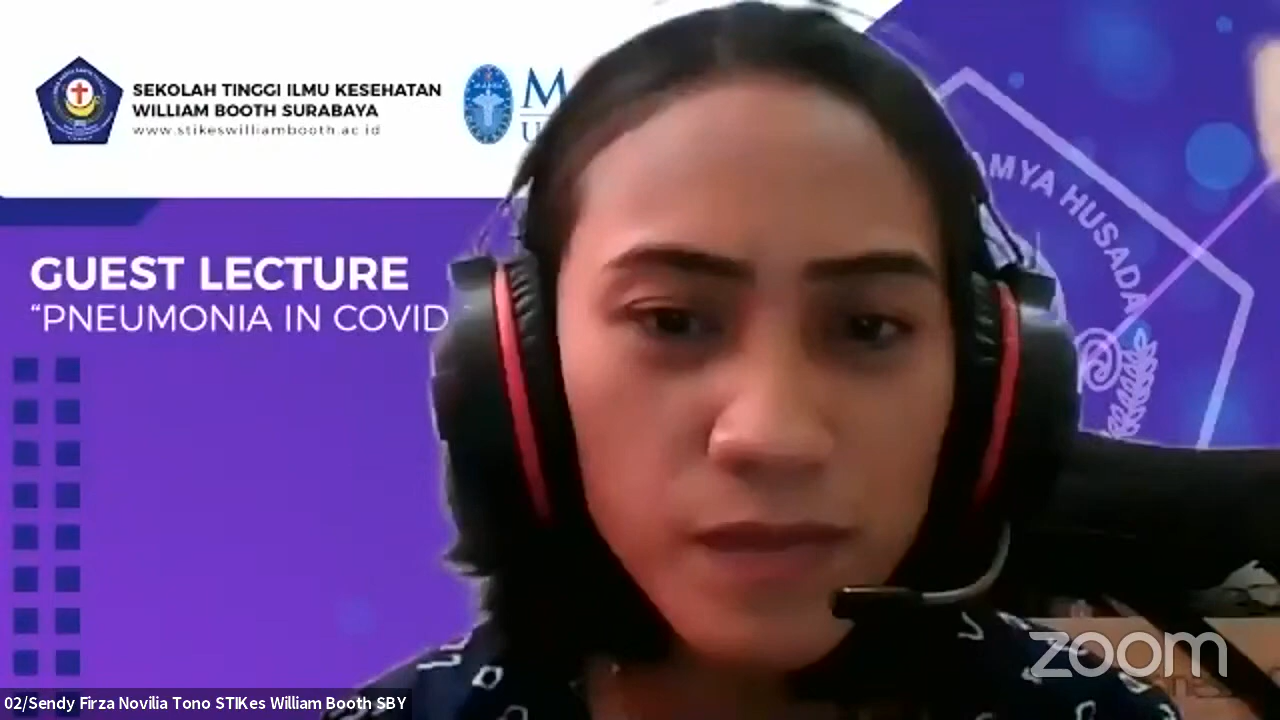 SEKOLAH TINGGI ILMU KESEHATAN
WILLIAM BOOTH SURABAYA
www.stikeswilliambooth.ac.id
GUEST LECTURE
“PNEUMONIA IN COVID
HUSADA
02/Sendy Firza Novilia Tono STIKes William Booth SBY
zoom